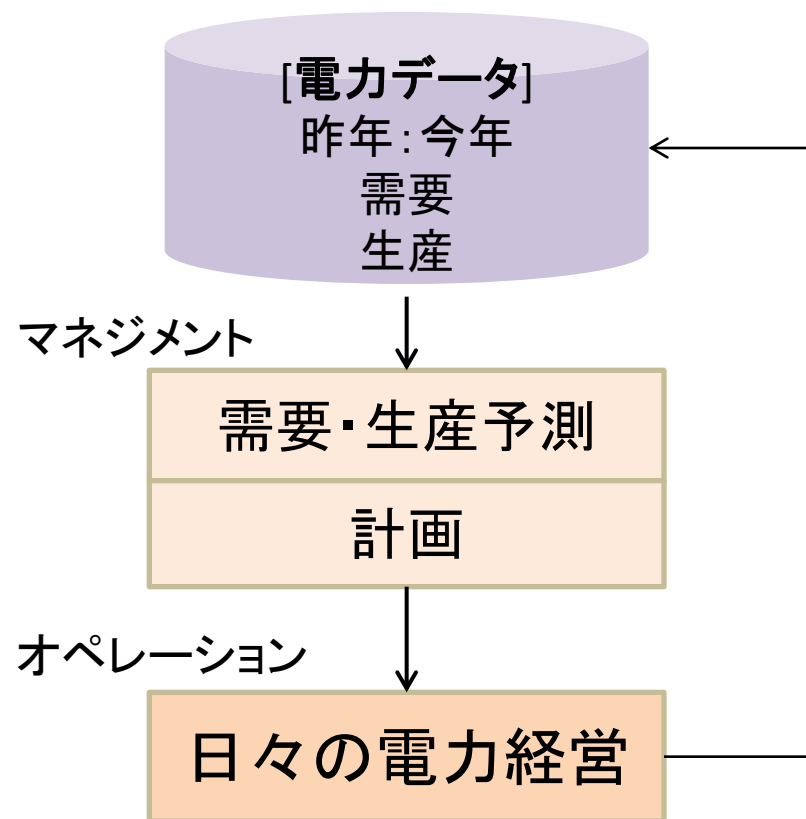 [電力データ]
昨年：今年
需要
生産
マネジメント
需要・生産予測
計画
オペレーション
日々の電力経営